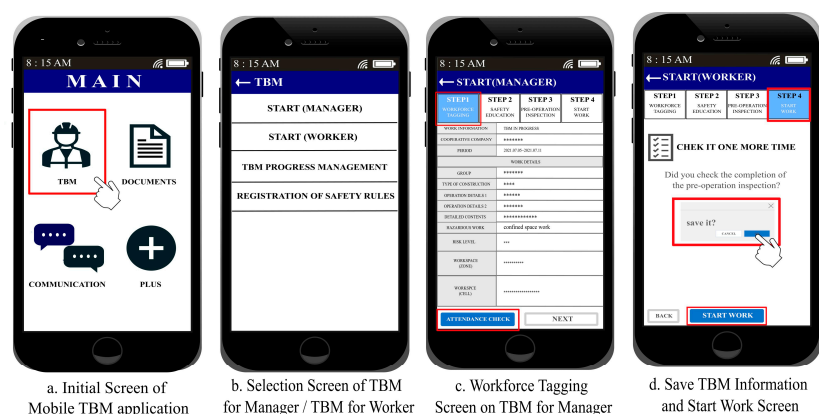 8 : 15 AM
MAIN
TBM
DOCUMENTS
COMMUNICATION
PLUS
a. Initial Screen of
Mobile TBM application
8 : 15 AM
← TBM
START (MANAGER)
START (WORKER)
TBM PROGRESS MANAGEMENT
REGISTRATION OF SAFETY RULES
b. Selection Screen of TBM
for Manager / TBM for Worker
8 : 15 AM
← START(MANAGER)
STEP1 STEP 2 STEP 3 STEP 4
WORKFORCE TAGGING
SAFETY EDUCATION
PRE-OPERATION INSPECTION
START WORK
WORK INFORMATION TBM IN PROGRESS
COOPERATIVE COMPANY *******
PERIOD 2021.07.05~2021.07.11
WORK DETAILS
GROUP *******
TYPE OF CONSTRUCTION ****
OPERATION DETAILS 1 ******
OPERATION DETAILS 2 *******
DETAILED CONTENTS ************
HAZARDOUS WORK confined space work
RISK LEVEL ***
WORKSPACE
(ZONE) *********
WORKSPCE
(CELL) *****************
ATTENDANCE CHECK NEXT
c. Workforce Tagging
Screen on TBM for Manager
8 : 15 AM
← START(WORKER)
STEP1 STEP 2 STEP 3 STEP 4
WORKFORCE TAGGING
SAFETY EDUCATION
PRE-OPERATION INSPECTION
START WORK
CHEK IT ONE MORE TIME
Did you check the completion of
the pre-operation inspection?
save it?
CANCEL
BACK START WORK
d. Save TBM Information
and Start Work Screen